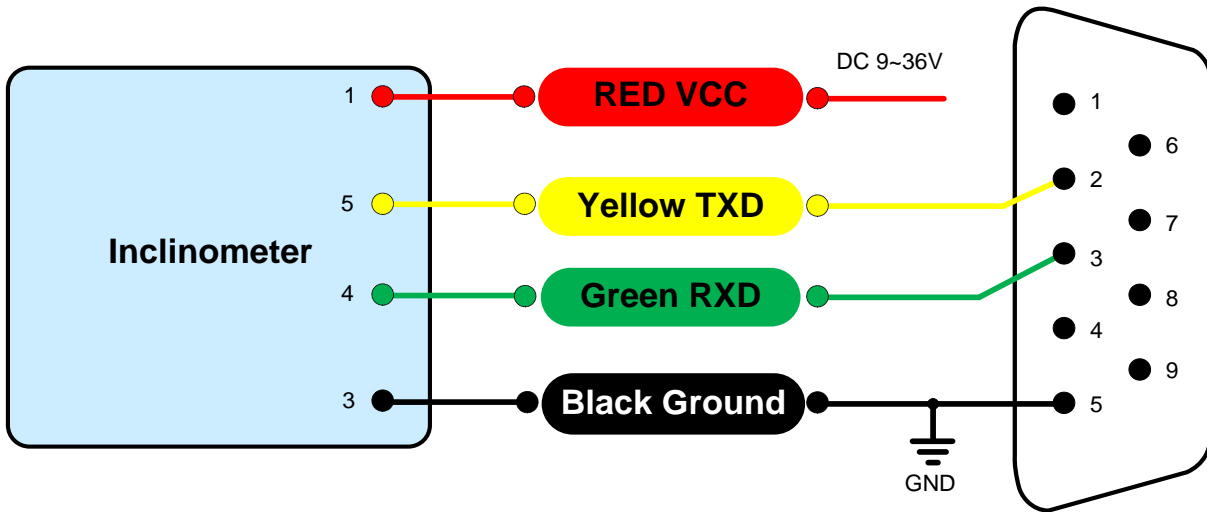 DC 9~36V
1
RED VCC
1
6
5
Yellow TXD
2
7
Inclinometer
3
4
Green RXD
8
4
9
3
Black Ground
5
GND